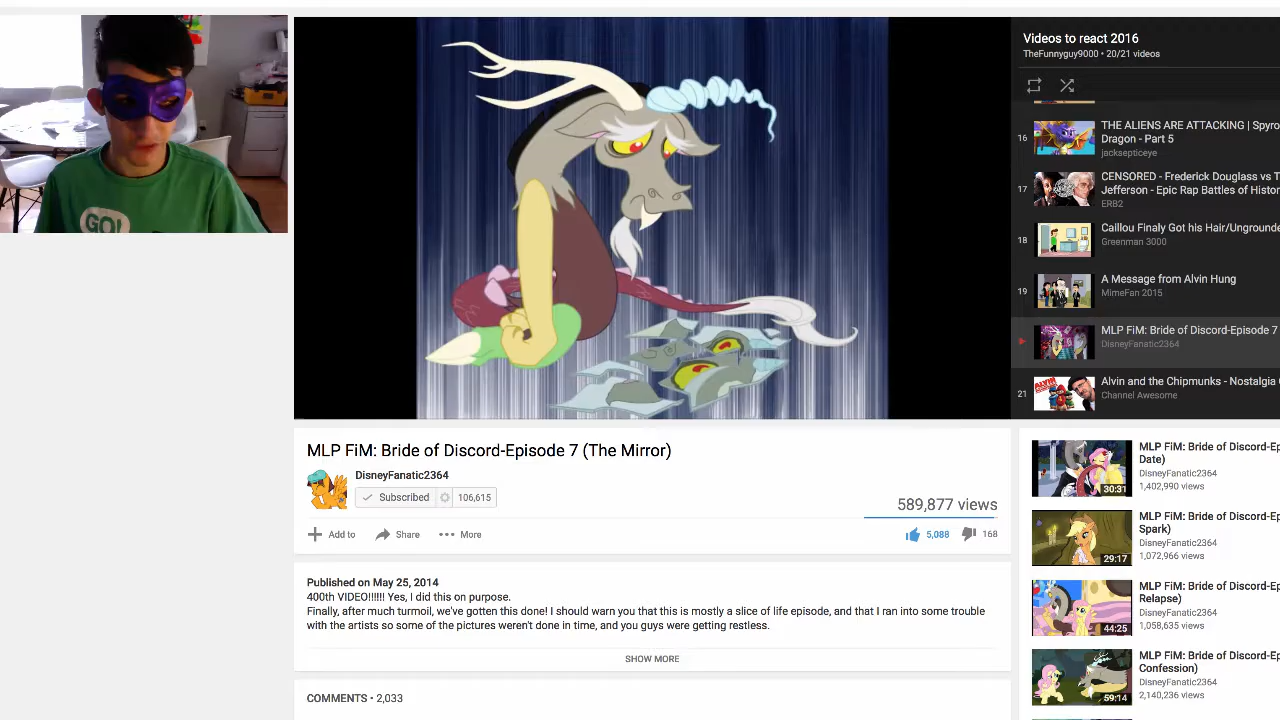 GO!
Videos to react 2016
TheFunnyguy9000 • 20/21 videos
16
THE ALIENS ARE ATTACKING | Spyro
Dragon - Part 5
jacksepticeye
17
CENSORED - Frederick Douglass vs T
Jefferson - Epic Rap Battles of Histor
ERB2
18
Caillou Finaly Got his Hair/Ungrounde
Greenman 3000
19
A Message from Alvin Hung
MimeFan 2015
MLP FiM: Bride of Discord-Episode 7
DisneyFanatic2364
21
Alvin and the Chipmunks - Nostalgia C
Channel Awesome
MLP FiM: Bride of Discord-Episode 7 (The Mirror)
DisneyFanatic2364
Subscribed 106,615
589,877 views
Add to Share More
5,088 168
Published on May 25, 2014
400th VIDEO!!!!!! Yes, I did this on purpose.
Finally, after much turmoil, we've gotten this done! I should warn you that this is mostly a slice of life episode, and that I ran into some trouble
with the artists so some of the pictures weren't done in time, and you guys were getting restless.
SHOW MORE
COMMENTS • 2,033
MLP FiM: Bride of Discord-Ep
Date)
DisneyFanatic2364
1,402,990 views
30:31
MLP FiM: Bride of Discord-Ep
Spark)
DisneyFanatic2364
1,072,966 views
29:17
MLP FiM: Bride of Discord-Ep
Relapse)
DisneyFanatic2364
1,058,635 views
44:25
MLP FiM: Bride of Discord-Ep
Confession)
DisneyFanatic2364
2,140,236 views
59:14